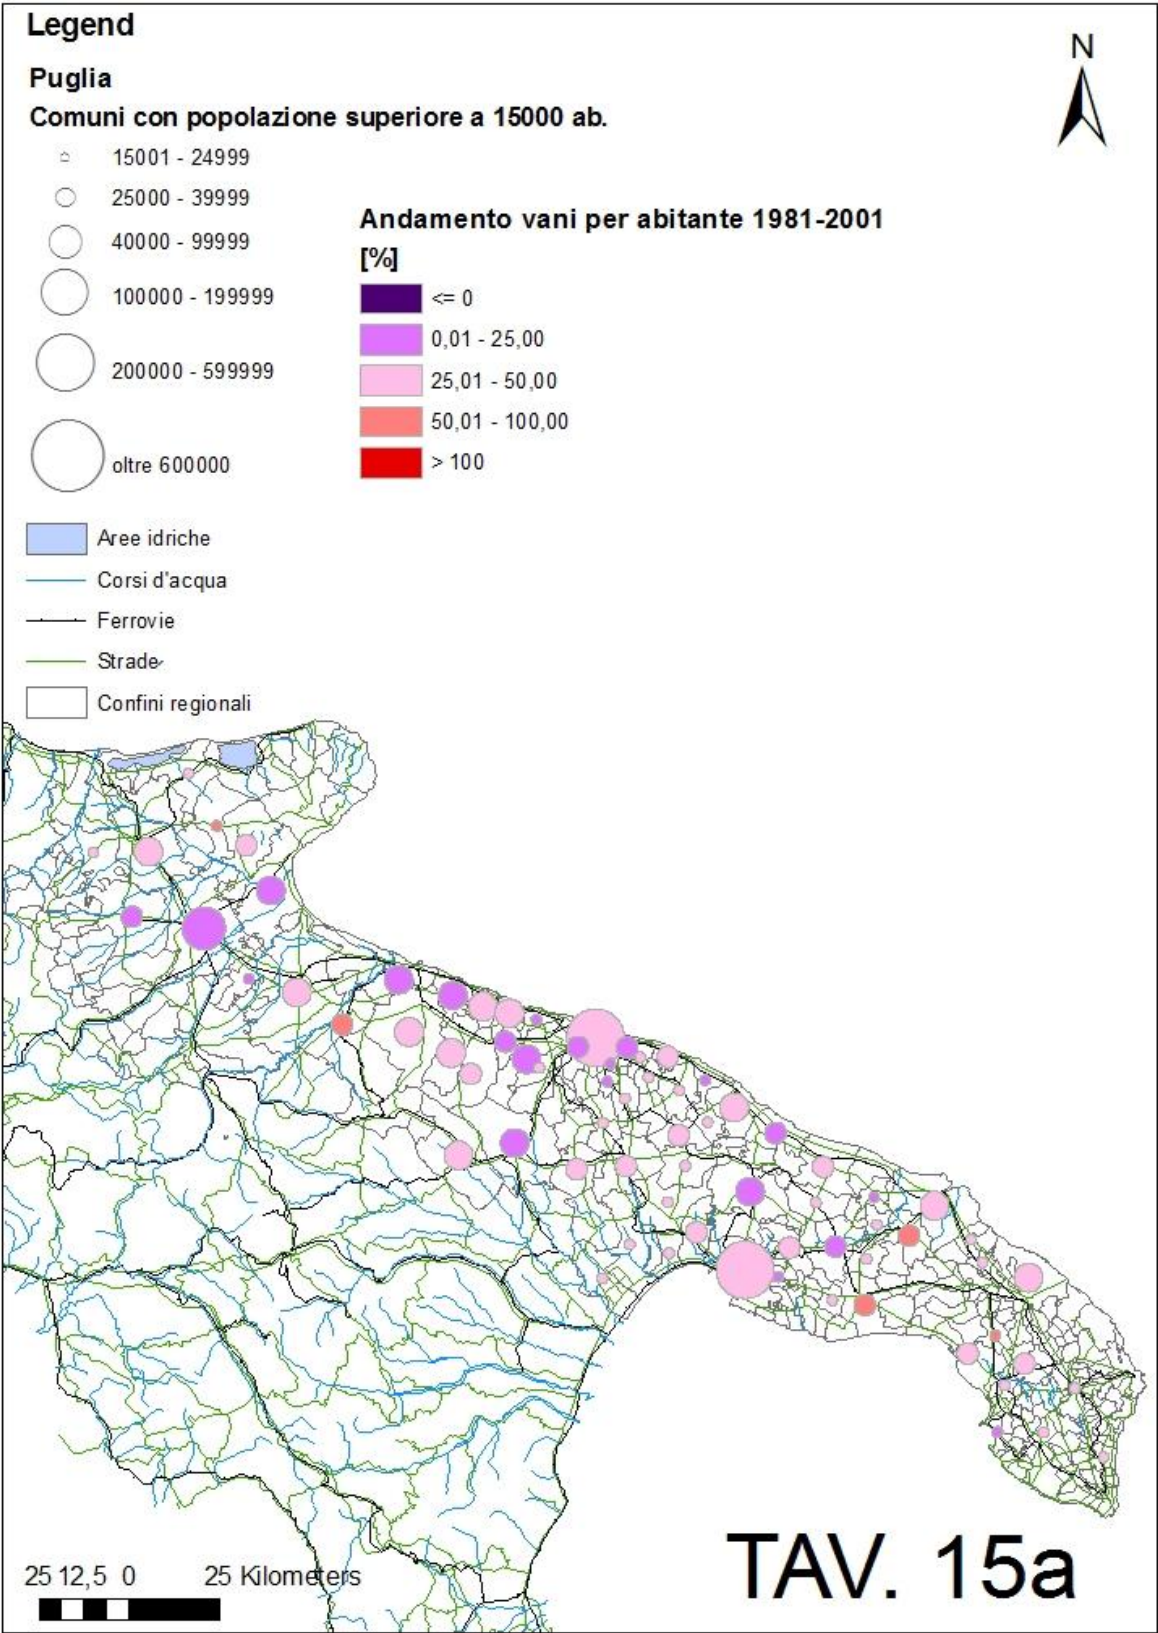 Legend
N
Puglia
Comuni con popolazione superiore a 15000 ab.
15001 - 24999
25000 - 39999
40000 - 99999
100000 - 199999
200000 - 599999
oltre 600000
Andamento vani per abitante 1981-2001
[%]
<= 0
0,01 - 25,00
25,01 - 50,00
50,01 - 100,00
> 100
Aree idriche
Corsi d'acqua
Ferrovie
Strade
Confini regionali
25 12,5 0 25 Kilometers
TAV. 15a